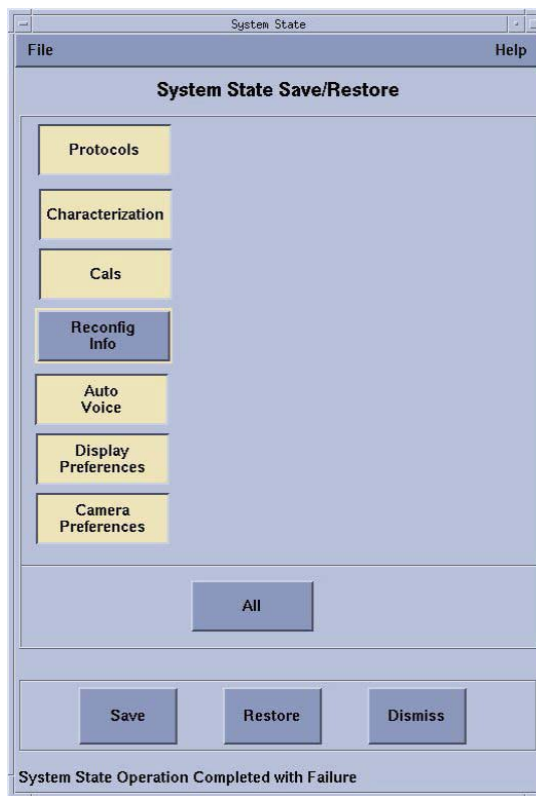 System State
File Help
System State Save/Restore
Protocols
Characterization
Cals
Reconfig
Info
Auto
Voice
Display
Preferences
Camera
Preferences
All
Save Restore Dismiss
System State Operation Completed with Failure